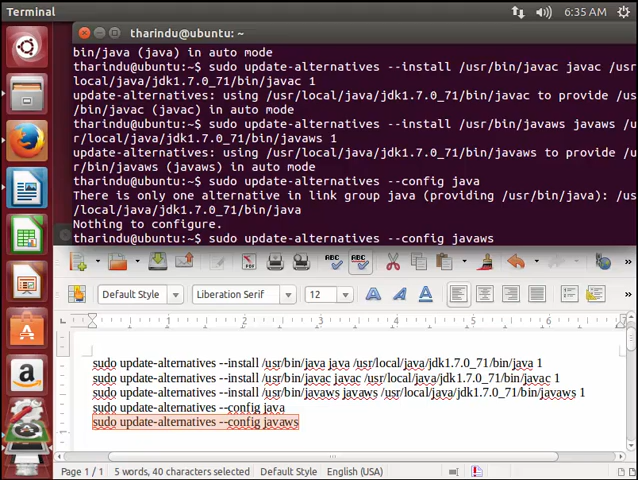 Terminal
6:35 AM
tharindu@ubuntu: ~
bin/java (java) in auto mode
tharindu@ubuntu:~$ sudo update-alternatives --install /usr/bin/javac javac /usr/
local/java/jdk1.7.0_71/bin/javac 1
update-alternatives: using /usr/local/java/jdk1.7.0_71/bin/javac to provide /usr
/bin/javac (javac) in auto mode
tharindu@ubuntu:~$ sudo update-alternatives --install /usr/bin/javaws javaws /us
r/local/java/jdk1.7.0_71/bin/javaws 1
update-alternatives: using /usr/local/java/jdk1.7.0_71/bin/javaws to provide /us
r/bin/javaws (javaws) in auto mode
tharindu@ubuntu:~$ sudo update-alternatives --config java
There is only one alternative in link group java (providing /usr/bin/java): /usr
/local/java/jdk1.7.0_71/bin/java
Nothing to configure.
tharindu@ubuntu:~$ sudo update-alternatives --config javaws
Default Style
Liberation Serif
12
1 2 3 4 5 6
sudo update-alternatives --install /usr/bin/java java /usr/local/java/jdk1.7.0_71/bin/java 1
sudo update-alternatives --install /usr/bin/javac javac /usr/local/java/jdk1.7.0_71/bin/javac 1
sudo update-alternatives --install /usr/bin/javaws javaws /usr/local/java/jdk1.7.0_71/bin/javaws 1
sudo update-alternatives --config java
sudo update-alternatives --config javaws
Page 1 / 1
5 words, 40 characters selected
Default Style
English (USA)